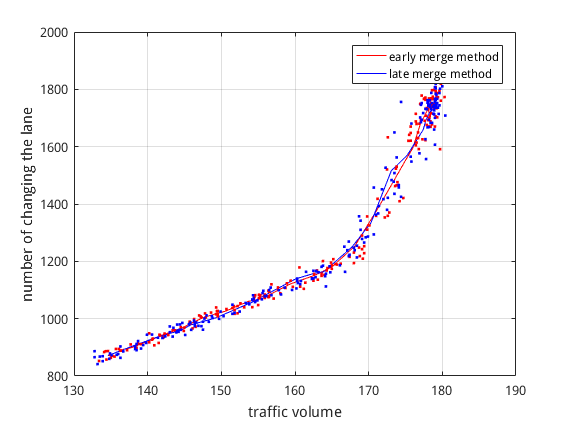 2000
1800
1600
1400
1200
1000
800
130 140 150 160 170 180 190
number of changing the lane
traffic volume
early merge method
late merge method